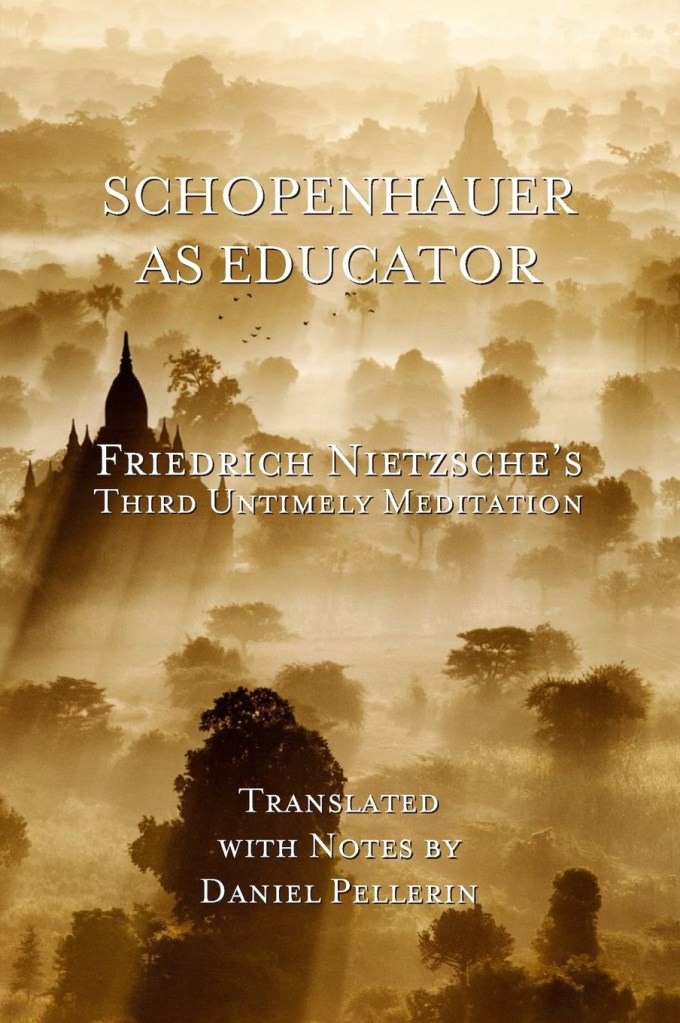 SCHOPENHAUER
AS EDUCATOR
FRIEDRICH NIETZSCHE'S
THIRD UNTIMELY MEDITATION
TRANSLATED
WITH NOTES BY
DANIEL PELLERIN